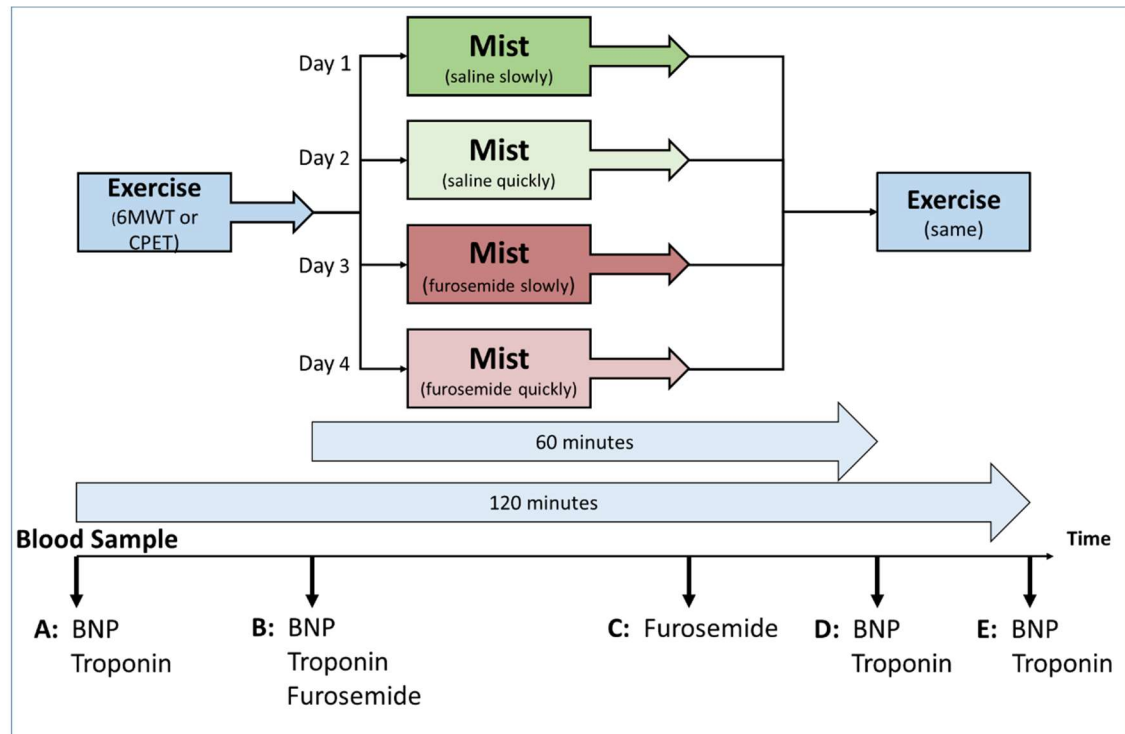 Day 1
Mist
(saline slowly)
Day 2
Mist
(saline quickly)
Exercise
(6MWT or
CPET)
Exercise
(same)
Day 3
Mist
(furosemide slowly)
Day 4
Mist
(furosemide quickly)
60 minutes
120 minutes
Blood Sample
Time
A: BNP
Troponin
B: BNP
Troponin
Furosemide
C: Furosemide
D: BNP
Troponin
E: BNP
Troponin